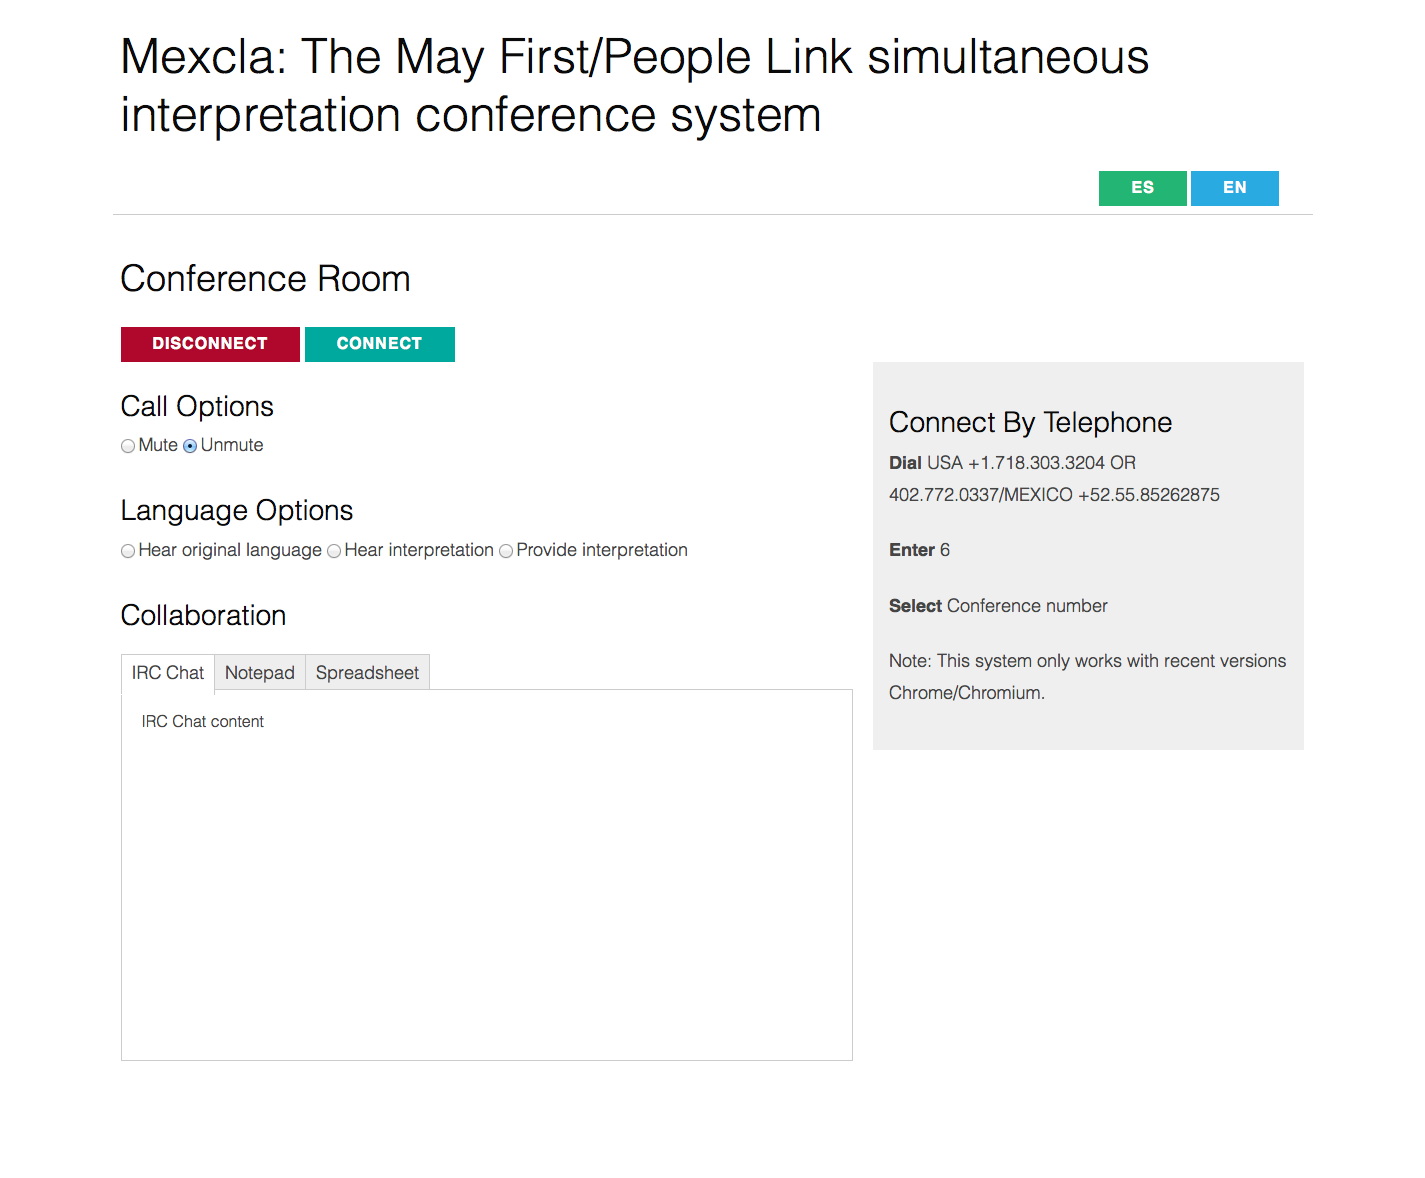 Mexcla: The May First/People Link simultaneous
interpretation conference system
ES EN
Conference Room
DISCONNECT CONNECT
Call Options
Mute Unmute
Language Options
Hear original language Hear interpretation Provide interpretation
Collaboration
IRC Chat Notepad Spreadsheet
IRC Chat content
Connect By Telephone
Dial USA +1.718.303.3204 OR
402.772.0337/MEXICO +52.55.85262875
Enter 6
Select Conference number
Note: This system only works with recent versions
Chrome/Chromium.